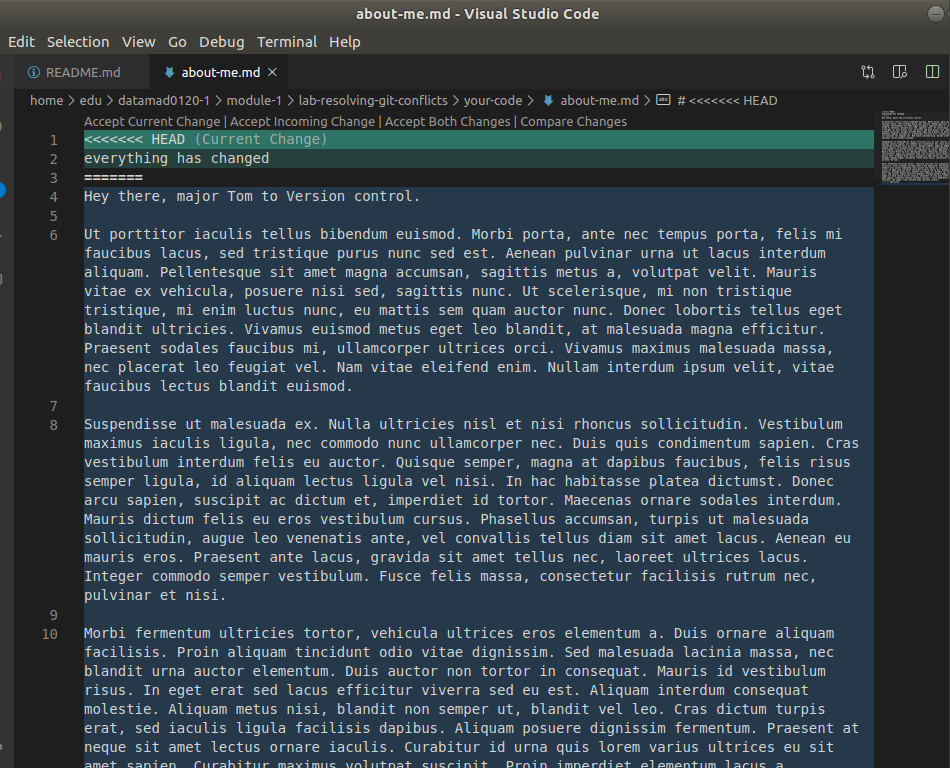 about-me.md - Visual Studio Code
Edit Selection View Go Debug Terminal Help
README.md about-me.md
home > edu > datamad0120-1 > module-1 > lab-resolving-git-conflicts > your-code > about-me.md > # <<<<<<< HEAD
Accept Current Change | Accept Incoming Change | Accept Both Changes | Compare Changes
1 <<<<<<< HEAD (Current Change)
2 everything has changed
3 =======
4 Hey there, major Tom to Version control.
5
6 Ut porttitor iaculis tellus bibendum euismod. Morbi porta, ante nec tempus porta, felis mi
faucibus lacus, sed tristique purus nunc sed est. Aenean pulvinar urna ut lacus interdum
aliquam. Pellentesque sit amet magna accumsan, sagittis metus a, volutpat velit. Mauris
vitae ex vehicula, posuere nisi sed, sagittis nunc. Ut scelerisque, mi non tristique
tristique, mi enim luctus nunc, eu mattis sem quam auctor nunc. Donec lobortis tellus eget
blandit ultricies. Vivamus euismod metus eget leo blandit, at malesuada magna efficitur.
Praesent sodales faucibus mi, ullamcorper ultrices orci. Vivamus maximus malesuada massa,
nec placerat leo feugiat vel. Nam vitae eleifend enim. Nullam interdum ipsum velit, vitae
faucibus lectus blandit euismod.
7
8 Suspendisse ut malesuada ex. Nulla ultricies nisl et nisi rhoncus sollicitudin. Vestibulum
maximus iaculis ligula, nec commodo nunc ullamcorper nec. Duis quis condimentum sapien. Cras
vestibulum interdum felis eu auctor. Quisque semper, magna at dapibus faucibus, felis risus
semper ligula, id aliquam lectus ligula vel nisi. In hac habitasse platea dictumst. Donec
arcu sapien, suscipit ac dictum et, imperdiet id tortor. Maecenas ornare sodales interdum.
Mauris dictum felis eu eros vestibulum cursus. Phasellus accumsan, turpis ut malesuada
sollicitudin, augue leo venenatis ante, vel convallis tellus diam sit amet lacus. Aenean eu
mauris eros. Praesent ante lacus, gravida sit amet tellus nec, laoreet ultrices lacus.
Integer commodo semper vestibulum. Fusce felis massa, consectetur facilisis rutrum nec,
pulvinar et nisi.
9
10 Morbi fermentum ultricies tortor, vehicula ultrices eros elementum a. Duis ornare aliquam
facilisis. Proin aliquam tincidunt odio vitae dignissim. Sed malesuada lacinia massa, nec
blandit urna auctor elementum. Duis auctor non tortor in consequat. Mauris id vestibulum
risus. In eget erat sed lacus efficitur viverra sed eu est. Aliquam interdum consequat
molestie. Aliquam metus nisi, blandit non semper ut, blandit vel leo. Cras dictum turpis
erat, sed iaculis ligula facilisis dapibus. Aliquam posuere dignissim fermentum. Praesent at
neque sit amet lectus ornare iaculis. Curabitur id urna quis lorem varius ultrices eu sit
amet sapien. Curabitur maximus volutpat suscipit. Proin imperdiet elementum lacus a